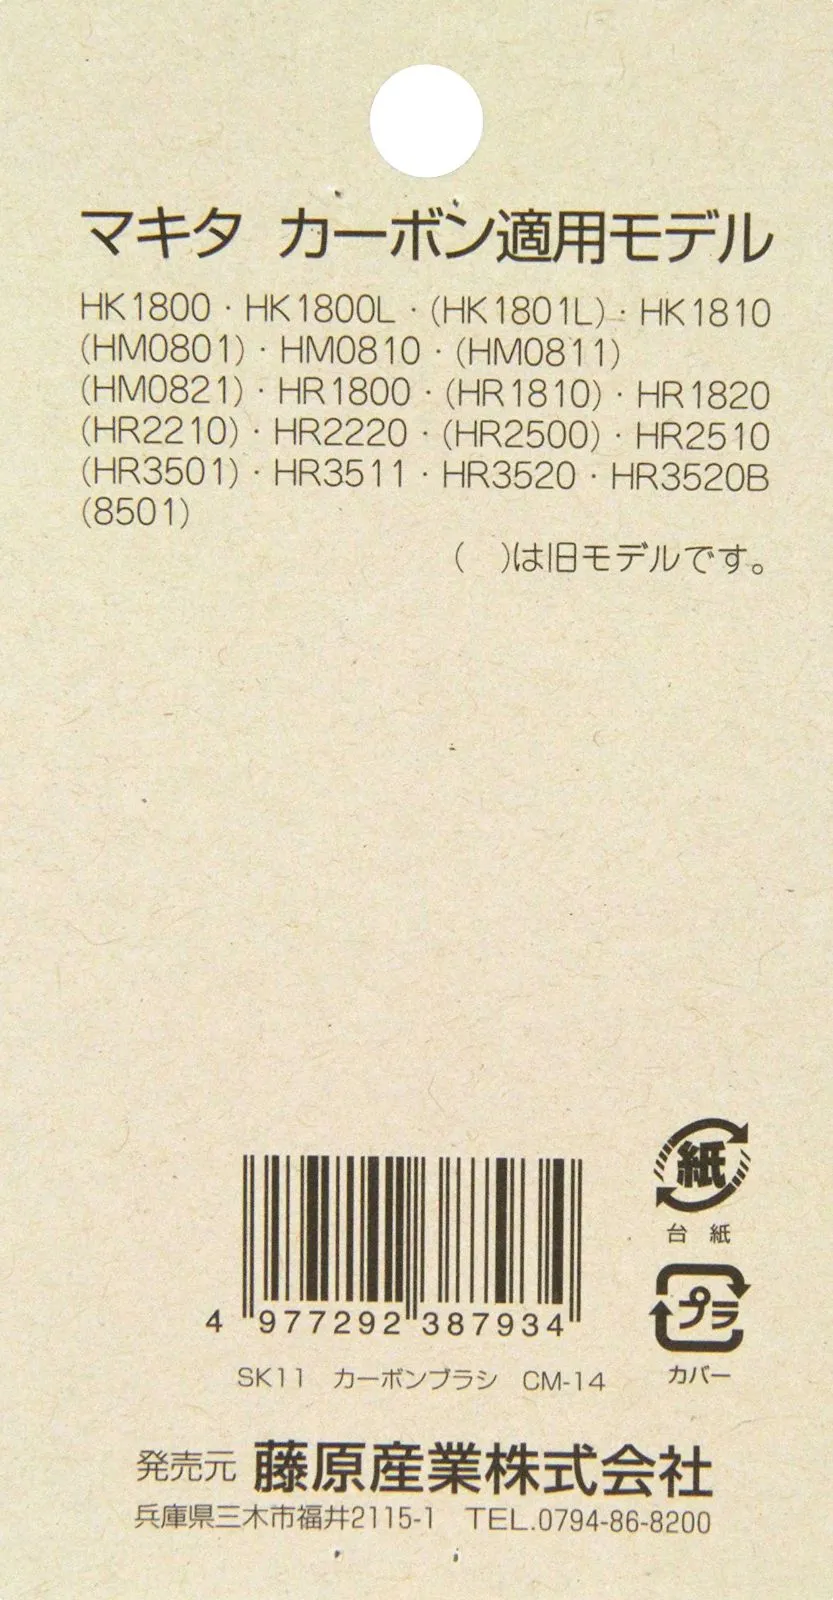 マキタ カーボン適用モデル
HK1800・HK1800L・(HK1801L)・HK1810
(HM0801)・HM0810・(HM0811)
(HM0821)・HR1800・(HR1810)・HR1820
(HR2210)・HR2220・(HR2500)・HR2510
(HR3501)・HR3511・HR3520・HR3520B
(8501)
(　)は旧モデルです。
紙
台紙
プラ
カバー
4 977292 387934
SK11 カーボンブラシ CM-14
発売元 藤原産業株式会社
兵庫県三木市福井2115-1 TEL.0794-86-8200